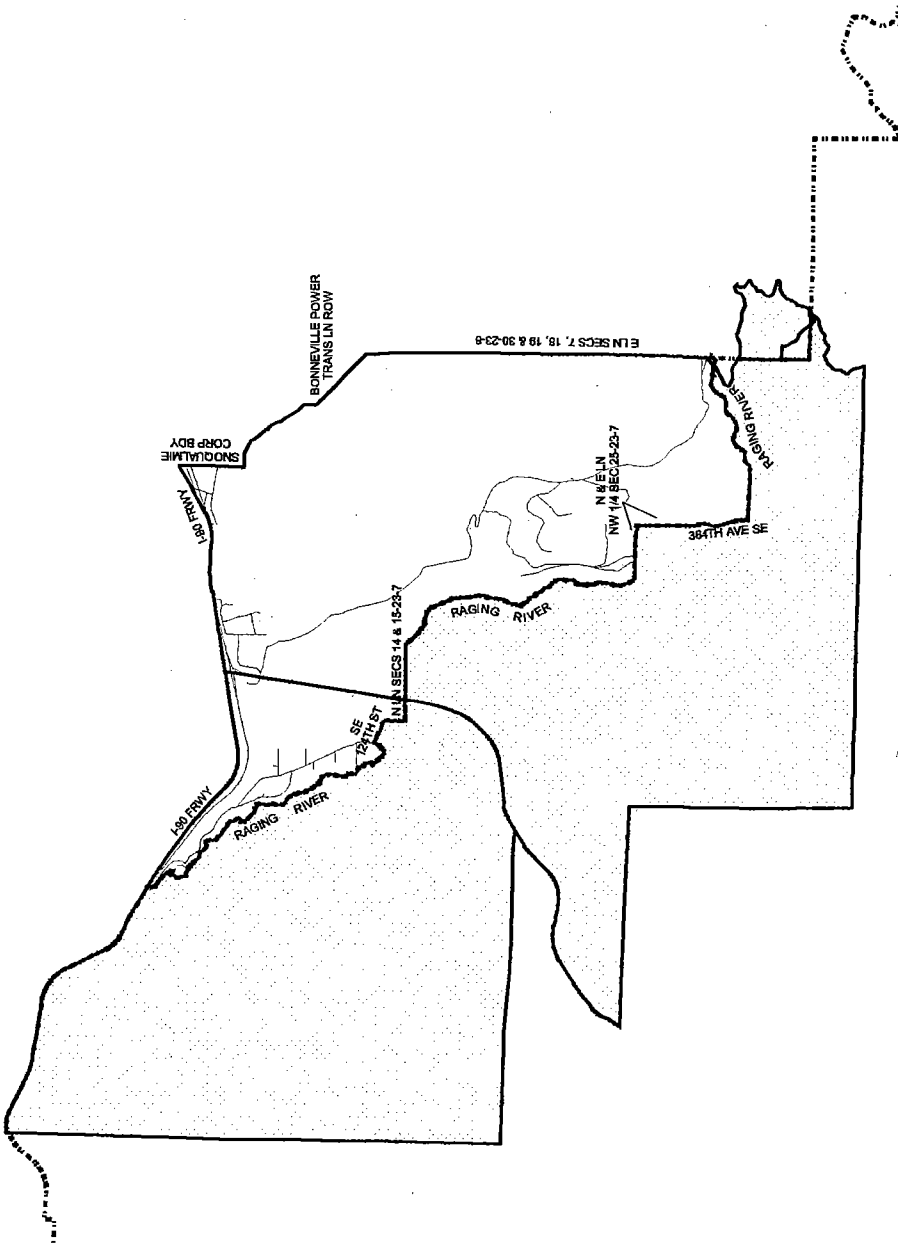 BONNEVILLE POWER
TRANS LN ROW
SNOQUALMIE
CORP BDY
I-90 FRWY
E LN SECS 7, 18, 19 & 30-23-8
N & E LN
NW 1/4 SEC 25-23-7
RAGING RIVER
364TH AVE SE
RAGING RIVER
N LN SECS 14 & 15-23-7
SE
124TH ST
I-90 FRWY
RAGING RIVER